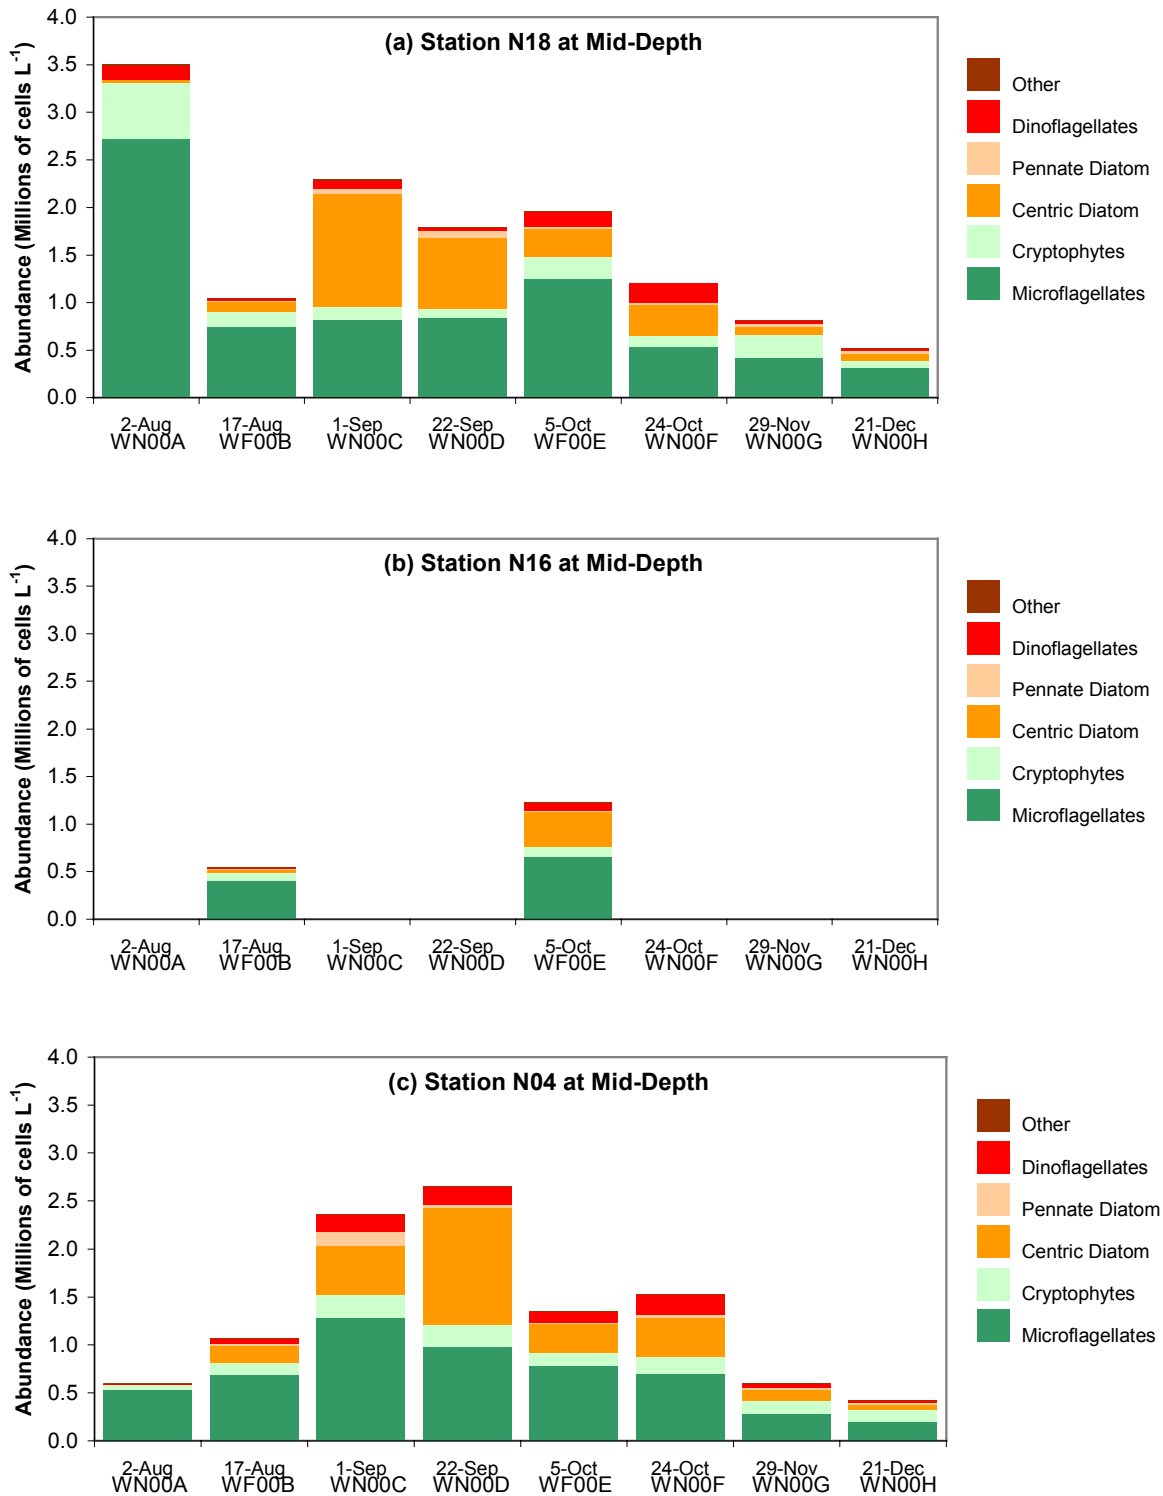 (a) Station N18 at Mid-Depth
Abundance (Millions of cells L-1)
4.0
3.5
3.0
2.5
2.0
1.5
1.0
0.5
0.0
2-Aug 17-Aug 1-Sep 22-Sep 5-Oct 24-Oct 29-Nov 21-Dec
WN00A WF00B WN00C WN00D WF00E WN00F WN00G WN00H
Other
Dinoflagellates
Pennate Diatom
Centric Diatom
Cryptophytes
Microflagellates
(b) Station N16 at Mid-Depth
Abundance (Millions of cells L-1)
4.0
3.5
3.0
2.5
2.0
1.5
1.0
0.5
0.0
2-Aug 17-Aug 1-Sep 22-Sep 5-Oct 24-Oct 29-Nov 21-Dec
WN00A WF00B WN00C WN00D WF00E WN00F WN00G WN00H
Other
Dinoflagellates
Pennate Diatom
Centric Diatom
Cryptophytes
Microflagellates
(c) Station N04 at Mid-Depth
Abundance (Millions of cells L-1)
4.0
3.5
3.0
2.5
2.0
1.5
1.0
0.5
0.0
2-Aug 17-Aug 1-Sep 22-Sep 5-Oct 24-Oct 29-Nov 21-Dec
WN00A WF00B WN00C WN00D WF00E WN00F WN00G WN00H
Other
Dinoflagellates
Pennate Diatom
Centric Diatom
Cryptophytes
Microflagellates